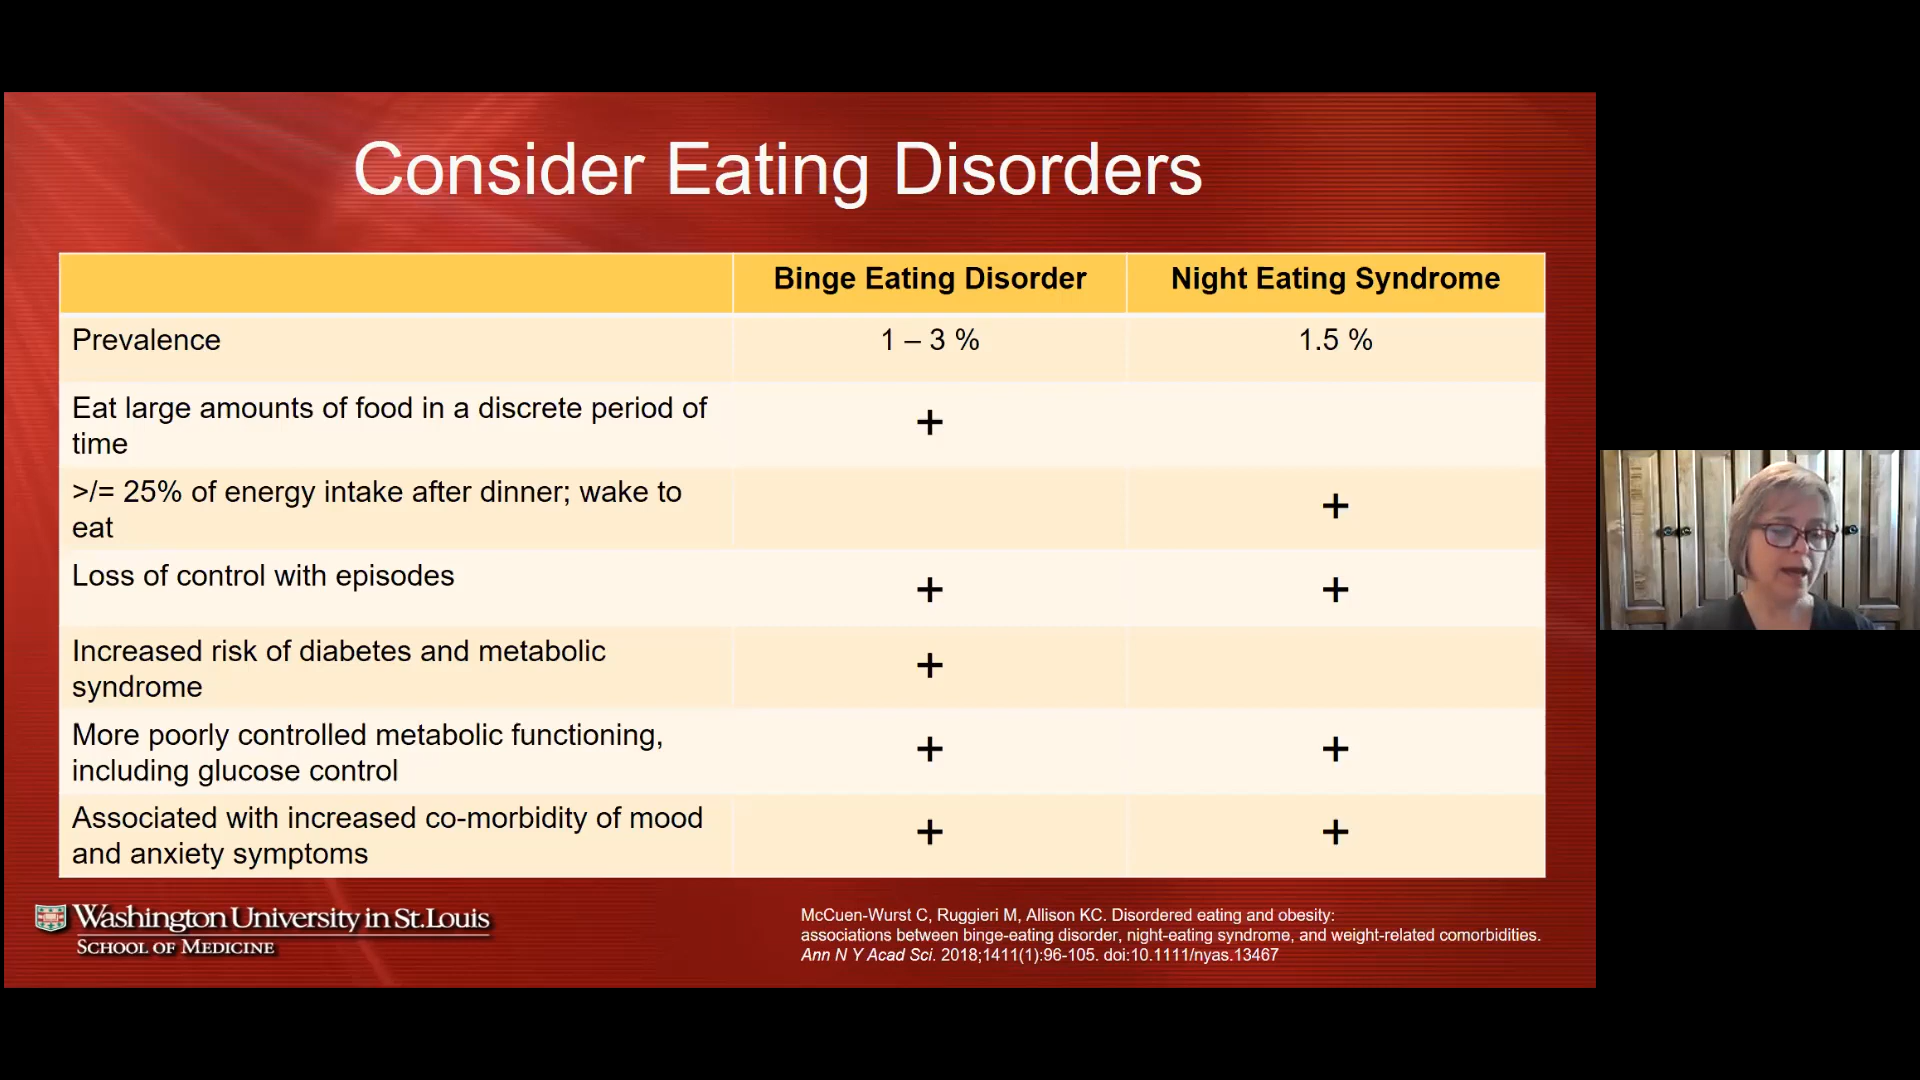 Consider Eating Disorders
Binge Eating Disorder
Night Eating Syndrome
Prevalence
1 – 3 %
1.5 %
Eat large amounts of food in a discrete period of
time
+
>/= 25% of energy intake after dinner; wake to
eat
+
Loss of control with episodes
+
+
Increased risk of diabetes and metabolic
syndrome
+
More poorly controlled metabolic functioning,
including glucose control
+
+
Associated with increased co-morbidity of mood
and anxiety symptoms
+
+
Washington University in St. Louis
SCHOOL OF MEDICINE
McCuen-Wurst C, Ruggieri M, Allison KC. Disordered eating and obesity:
associations between binge-eating disorder, night-eating syndrome, and weight-related comorbidities.
Ann N Y Acad Sci. 2018;1411(1):96-105. doi:10.1111/nyas.13467